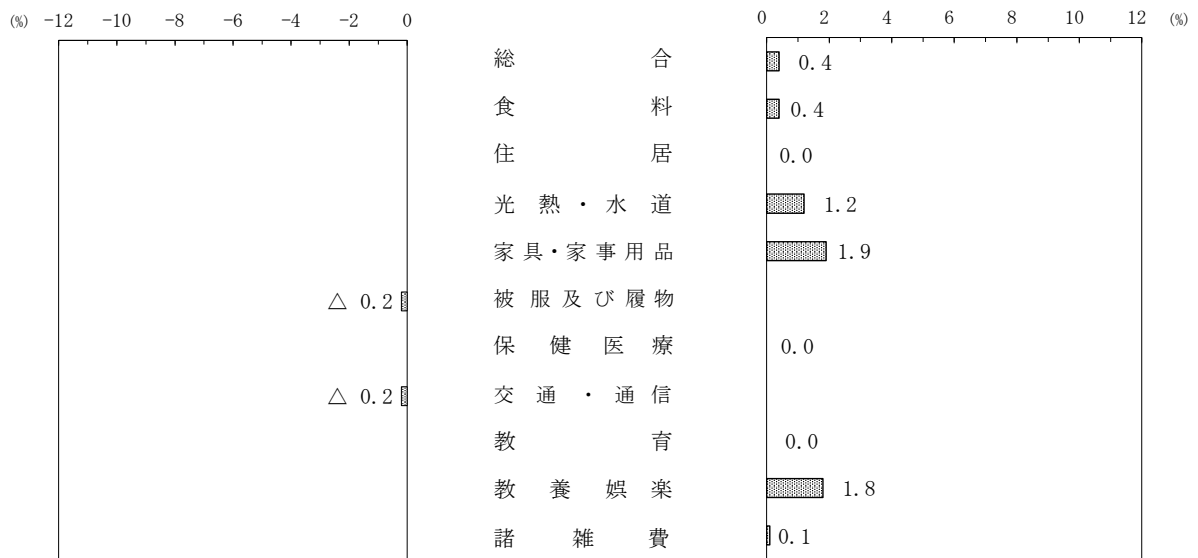 (%) -12 -10 -8 -6 -4 -2 0 0 2 4 6 8 10 12 (%)
総合 0.4
食料 0.4
住居 0.0
光熱・水道 1.2
家具・家事用品 1.9
△ 0.2 被服及び履物
保健医療 0.0
△ 0.2 交通・通信
教育 0.0
教養娯楽 1.8
諸雑費 0.1